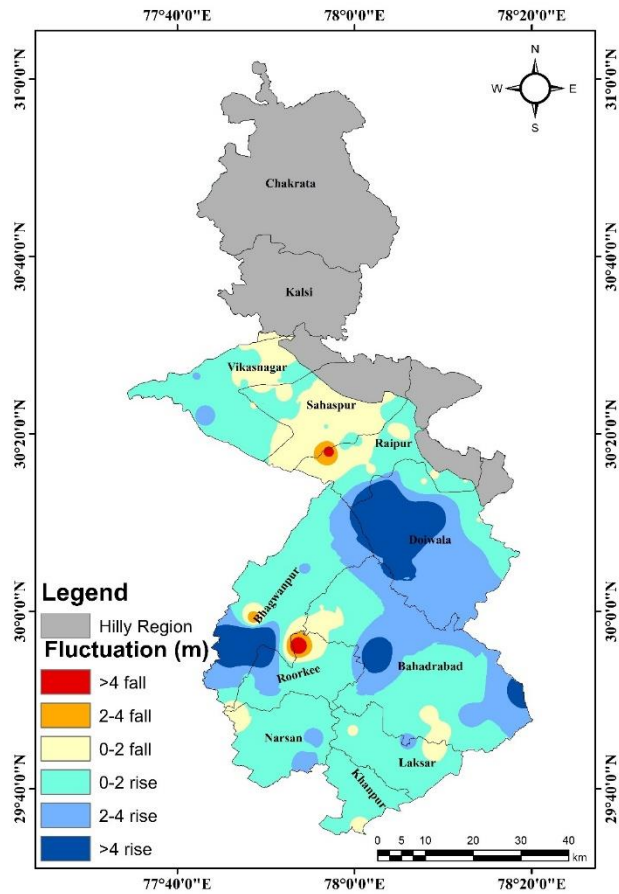 77°40'0"E 78°0'0"E 78°20'0"E
31°0'0"N
31°0'0"N
N
W E
S
Chakrata
30°40'0"N
30°40'0"N
Kalsi
Vikasnagar
Sahaspur
30°20'0"N
30°20'0"N
Raipur
Doiwala
Bhagwanpur
30°0'0"N
30°0'0"N
Bahadrabad
Roorkee
Narsan
Laksar
Khanpur
29°40'0"N
29°40'0"N
Legend
Hilly Region
Fluctuation (m)
>4 fall
2-4 fall
0-2 fall
0-2 rise
2-4 rise
>4 rise
0 5 10 20 30 40
km
77°40'0"E 78°0'0"E 78°20'0"E